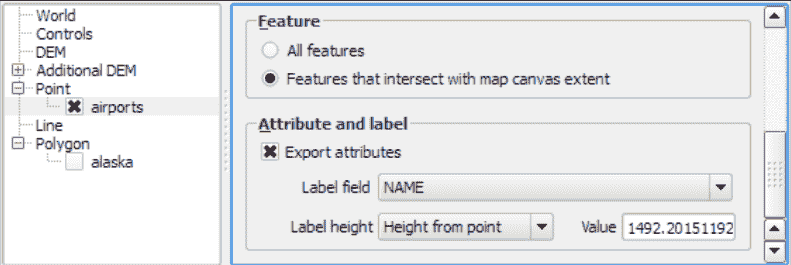 World
Controls
DEM
Additional DEM
Point
airports
Line
Polygon
alaska
Feature
All features
Features that intersect with map canvas extent
Attribute and label
Export attributes
Label field NAME
Label height Height from point Value 1492.20151192